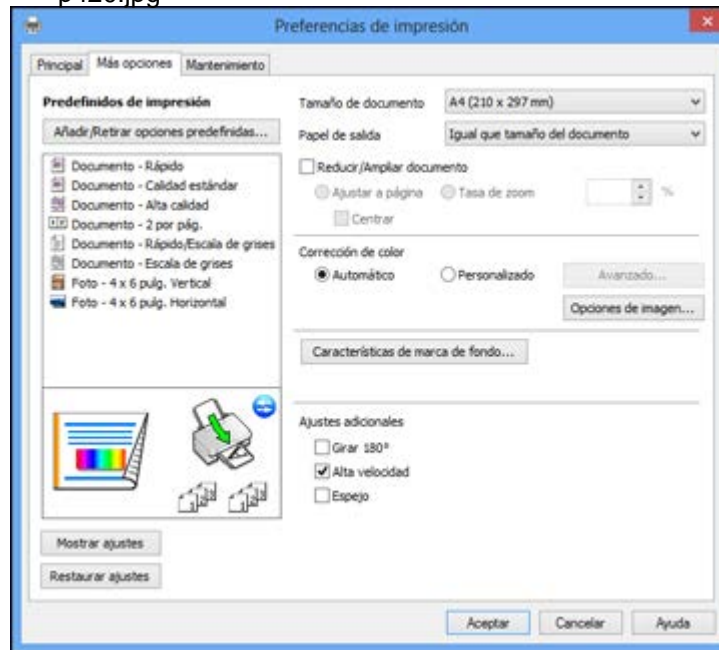 p420.jpg
Preferencias de impresión
Principal Más opciones Mantenimiento
Predefinidos de impresión
Añadir/Retirar opciones predefinidas...
Documento - Rápido
Documento - Calidad estándar
Documento - Alta calidad
Documento - 2 por pág.
Documento - Rápido/Escala de grises
Documento - Escala de grises
Foto - 4 x 6 pulg. Vertical
Foto - 4 x 6 pulg. Horizontal
Mostrar ajustes
Restaurar ajustes
Tamaño de documento A4 (210 x 297 mm)
Papel de salida Igual que tamaño del documento
Reducir/Ampliar documento
Ajustar a página Tasa de zoom %
Centrar
Corrección de color
Automático Personalizado Avanzado...
Opciones de imagen...
Características de marca de fondo...
Ajustes adicionales
Girar 180°
Alta velocidad
Espejo
Aceptar Cancelar Ayuda